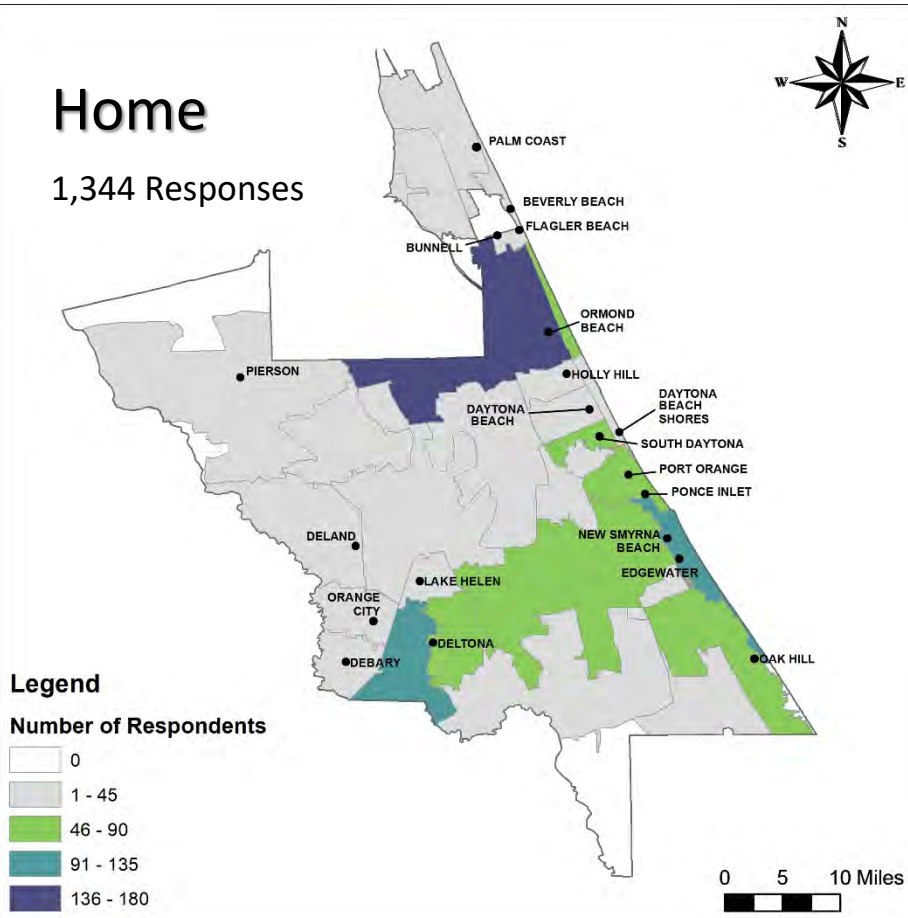 N
W
E
S
Home
1,344 Responses
PALM COAST
BEVERLY BEACH
FLAGLER BEACH
BUNNELL
ORMOND
BEACH
PIERSON
HOLLY HILL
DAYTONA
BEACH
DAYTONA
BEACH
SHORES
SOUTH DAYTONA
PORT ORANGE
PONCE INLET
DELAND
NEW SMYRNA
BEACH
EDGEWATER
LAKE HELEN
ORANGE
CITY
DELTONA
DEBARY
OAK HILL
Legend
Number of Respondents
0
1 - 45
46 - 90
91 - 135
136 - 180
0 5 10 Miles